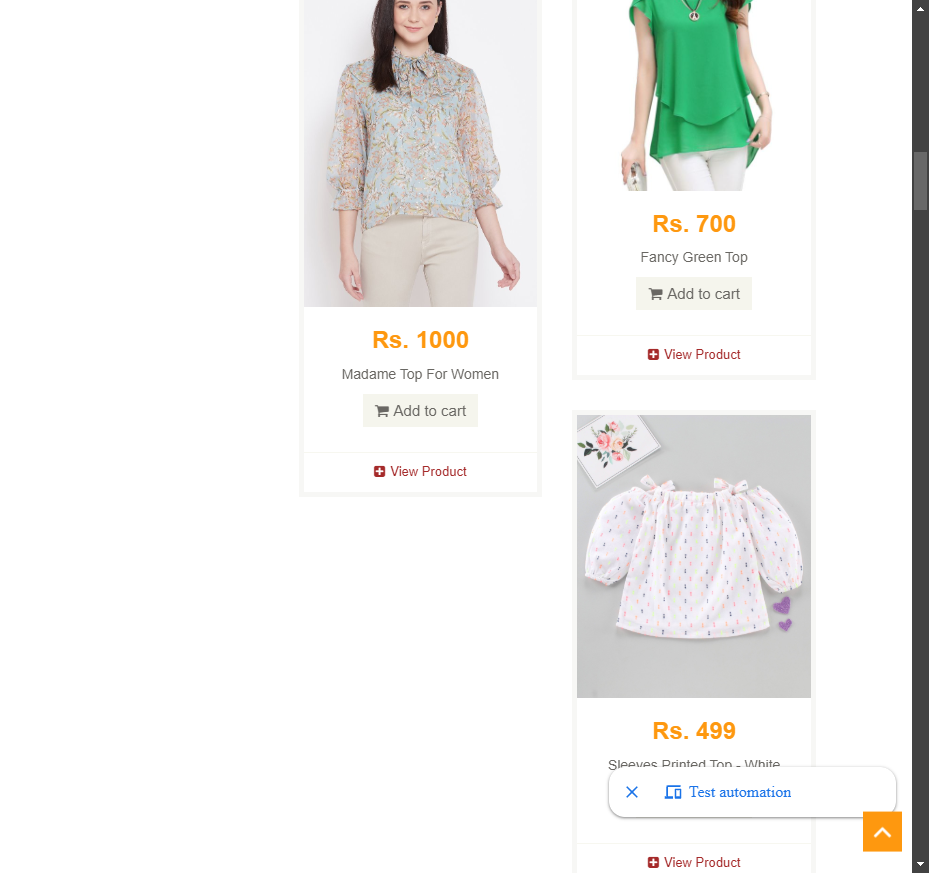 Rs. 1000
Madame Top For Women
Add to cart
View Product
Rs. 700
Fancy Green Top
Add to cart
View Product
Rs. 499
Sleeves Printed Top - White
Test automation
View Product